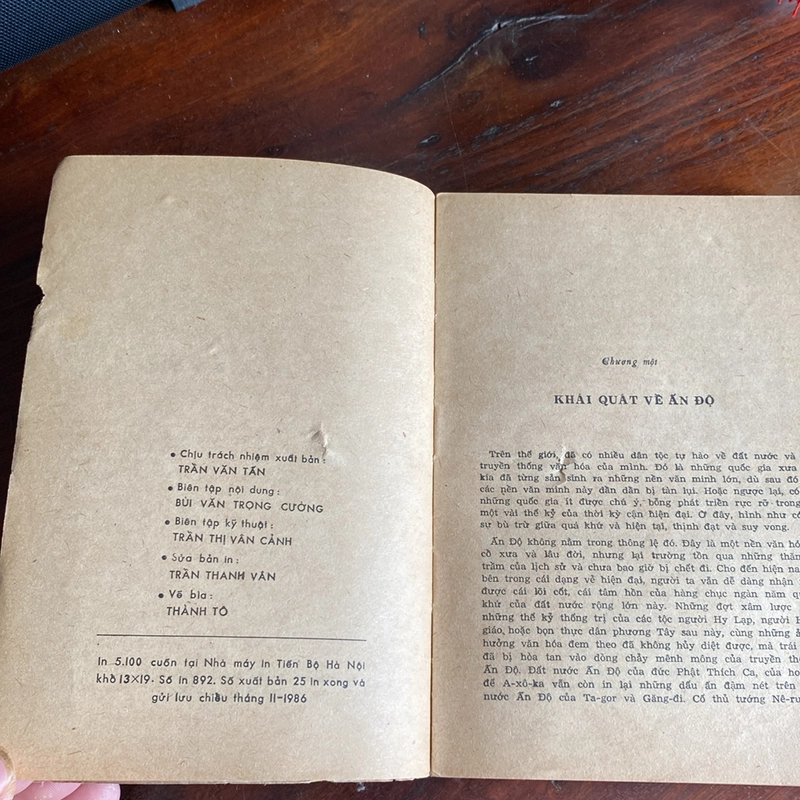 • Chịu trách nhiệm xuất bản:
TRẦN VĂN TẤN
• Biên tập nội dung:
BÙI VĂN TRỌNG CƯỜNG
• Biên tập kỹ thuật:
TRẦN THỊ VÂN CẢNH
• Sửa bản in:
TRẦN THANH VÂN
• Vẽ bìa:
THÀNH TÔ
In 5.100 cuốn tại Nhà máy In Tiến Bộ Hà Nội
khổ 13×19. Số in 892. Số xuất bản 25 in xong và
gửi lưu chiều tháng 11-1986
Chương một
KHÁI QUÁT VỀ ẤN ĐỘ
Trên thế giới, đã có nhiều dân tộc tự hào về đất nước và
truyền thống văn hóa của mình. Đó là những quốc gia xưa
kia đã từng sản sinh ra những nền văn minh lớn, dù sau đó
các nền văn minh này dần dần bị tàn lụi. Hoặc ngược lại, có
những quốc gia ít được chú ý, bỗng phát triển rực rỡ trong
một vài thế kỷ của thời kỳ cận hiện đại. Ở đây, hình như có
sự bù trừ giữa quá khứ và hiện tại, thịnh đạt và suy vong.
Ấn Độ không nằm trong thông lệ đó. Đây là một nền văn hó
cổ xưa và lâu đời, nhưng lại trường tồn qua những thăn
trầm của lịch sử và chưa bao giờ bị chết đi. Cho đến hiện na
bên trong cái dạng vẻ hiện đại, người ta vẫn dễ dàng nhận
được cái lõi cốt, cái tâm hồn của hàng chục ngàn năm qu
khứ của đất nước rộng lớn này. Những đợt xâm lược
những thế kỷ thống trị của các tộc người Hy Lạp, người H
giáo, hoặc bọn thực dân phương Tây sau này, cùng những ả
hưởng văn hóa đem theo đã không hủy diệt được, mà trái
đã bị hòa tan vào dòng chảy mênh mông của truyền thố
Ấn Độ. Đất nước Ấn Độ của đức Phật Thích Ca, của ho
đế A-xô-ka vẫn còn in lại những dấu ấn đậm nét trên
nước Ấn Độ của Ta-gor và Găng-đi. Cố thủ tướng Nê-ru